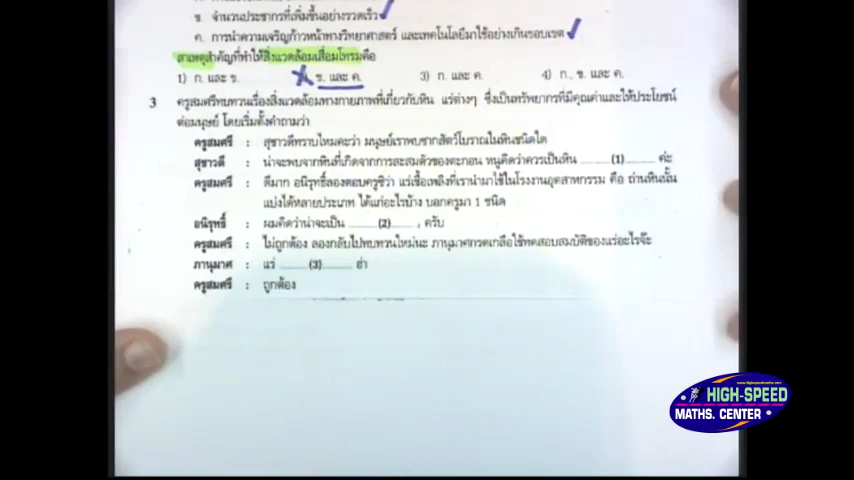 ข. จำนวนประชากรที่เพิ่มขึ้นอย่างรวดเร็ว
ค. การนำความเจริญก้าวหน้าทางวิทยาศาสตร์ และเทคโนโลยีมาใช้อย่างเกินขอบเขต
สาเหตุสำคัญที่ทำให้สิ่งแวดล้อมเสื่อมโทรมคือ
1) ก. และ ข. ข. และ ค. 3) ก. และ ค. 4) ก., ข. และ ค.
3 ครูสมศรีทบทวนเรื่องสิ่งแวดล้อมทางกายภาพที่เกี่ยวกับหิน แร่ต่างๆ ซึ่งเป็นทรัพยากรที่มีคุณค่าและให้ประโยชน์
ต่อมนุษย์ โดยเริ่มตั้งคำถามว่า
ครูสมศรี : สุชาวดีทราบไหมคะว่า มนุษย์เราพบซากสัตว์โบราณในหินชนิดใด
สุชาวดี : น่าจะพบจากหินที่เกิดจากการสะสมตัวของตะกอน หนูคิดว่าควรเป็นหิน ..........(1).......... ค่ะ
ครูสมศรี : ดีมาก อนิรุทธิ์ลองตอบครูซิว่า แร่เชื้อเพลิงที่เรานำมาใช้ในโรงงานอุตสาหกรรม คือ ถ่านหินนั้น
แบ่งได้หลายประเภท ได้แก่อะไรบ้าง บอกครูมา 1 ชนิด
อนิรุทธิ์ : ผมคิดว่าน่าจะเป็น ..........(2).......... , ครับ
ครูสมศรี : ไม่ถูกต้อง ลองกลับไปทบทวนใหม่นะ ภานุมาศกรดเกลือใช้ทดสอบสมบัติของแร่อะไรจ๊ะ
ภานุมาศ : แร่ ..........(3).......... ฮ่า
ครูสมศรี : ถูกต้อง
www.highspeedmaths.com
HIGH-SPEED
MATHS. CENTER